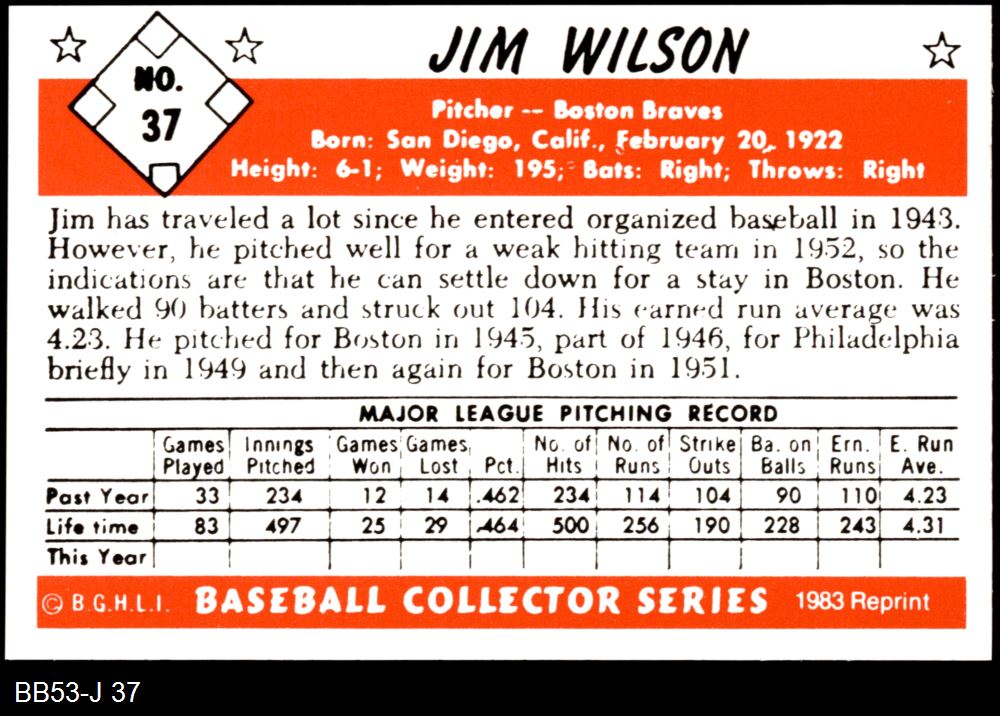 JIM WILSON
NO.
37
Pitcher -- Boston Braves
Born: San Diego, Calif., February 20, 1922
Height: 6-1; Weight: 195; Bats: Right; Throws: Right
Jim has traveled a lot since he entered organized baseball in 1943.
However, he pitched well for a weak hitting team in 1952, so the
indications are that he can settle down for a stay in Boston. He
walked 90 batters and struck out 104. His earned run average was
4.23. He pitched for Boston in 1945, part of 1946, for Philadelphia
briefly in 1949 and then again for Boston in 1951.
MAJOR LEAGUE PITCHING RECORD
Games Innings Games Games No. of No. of Strike Ba. on Ern. E. Run
Played Pitched Won Lost Pct. Hits Runs Outs Balls Runs Ave.
Past Year 33 234 12 14 .462 234 114 104 90 110 4.23
Life time 83 497 25 29 .464 500 256 190 228 243 4.31
This Year
© B.G.H.L.I. BASEBALL COLLECTOR SERIES 1983 Reprint
BB53-J 37